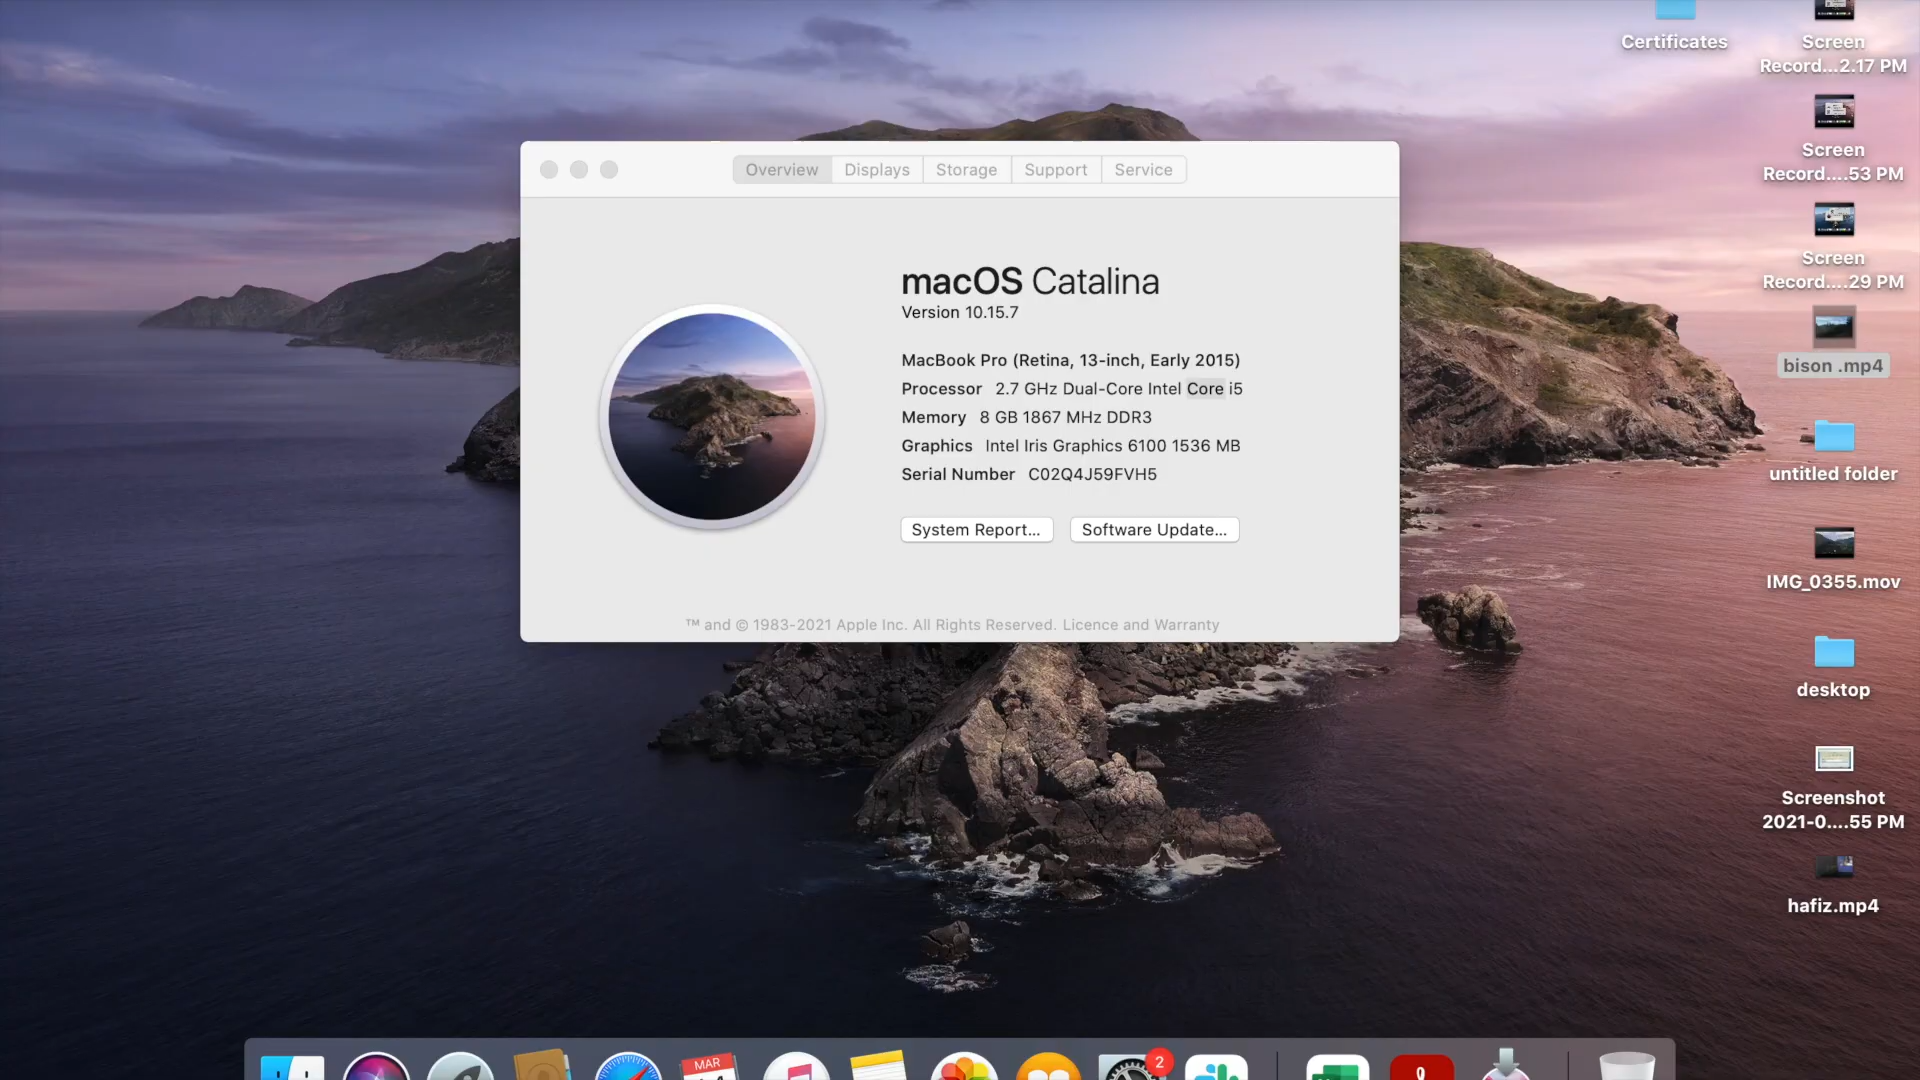 Certificates
Screen
Record...2.17 PM
Screen
Record....53 PM
Screen
Record....29 PM
bison .mp4
untitled folder
IMG_0355.mov
desktop
Screenshot
2021-0....55 PM
hafiz.mp4
Overview Displays Storage Support Service
macOS Catalina
Version 10.15.7
MacBook Pro (Retina, 13-inch, Early 2015)
Processor 2.7 GHz Dual-Core Intel Core i5
Memory 8 GB 1867 MHz DDR3
Graphics Intel Iris Graphics 6100 1536 MB
Serial Number C02Q4J59FVH5
System Report... Software Update...
™ and © 1983-2021 Apple Inc. All Rights Reserved. Licence and Warranty
MAR
2